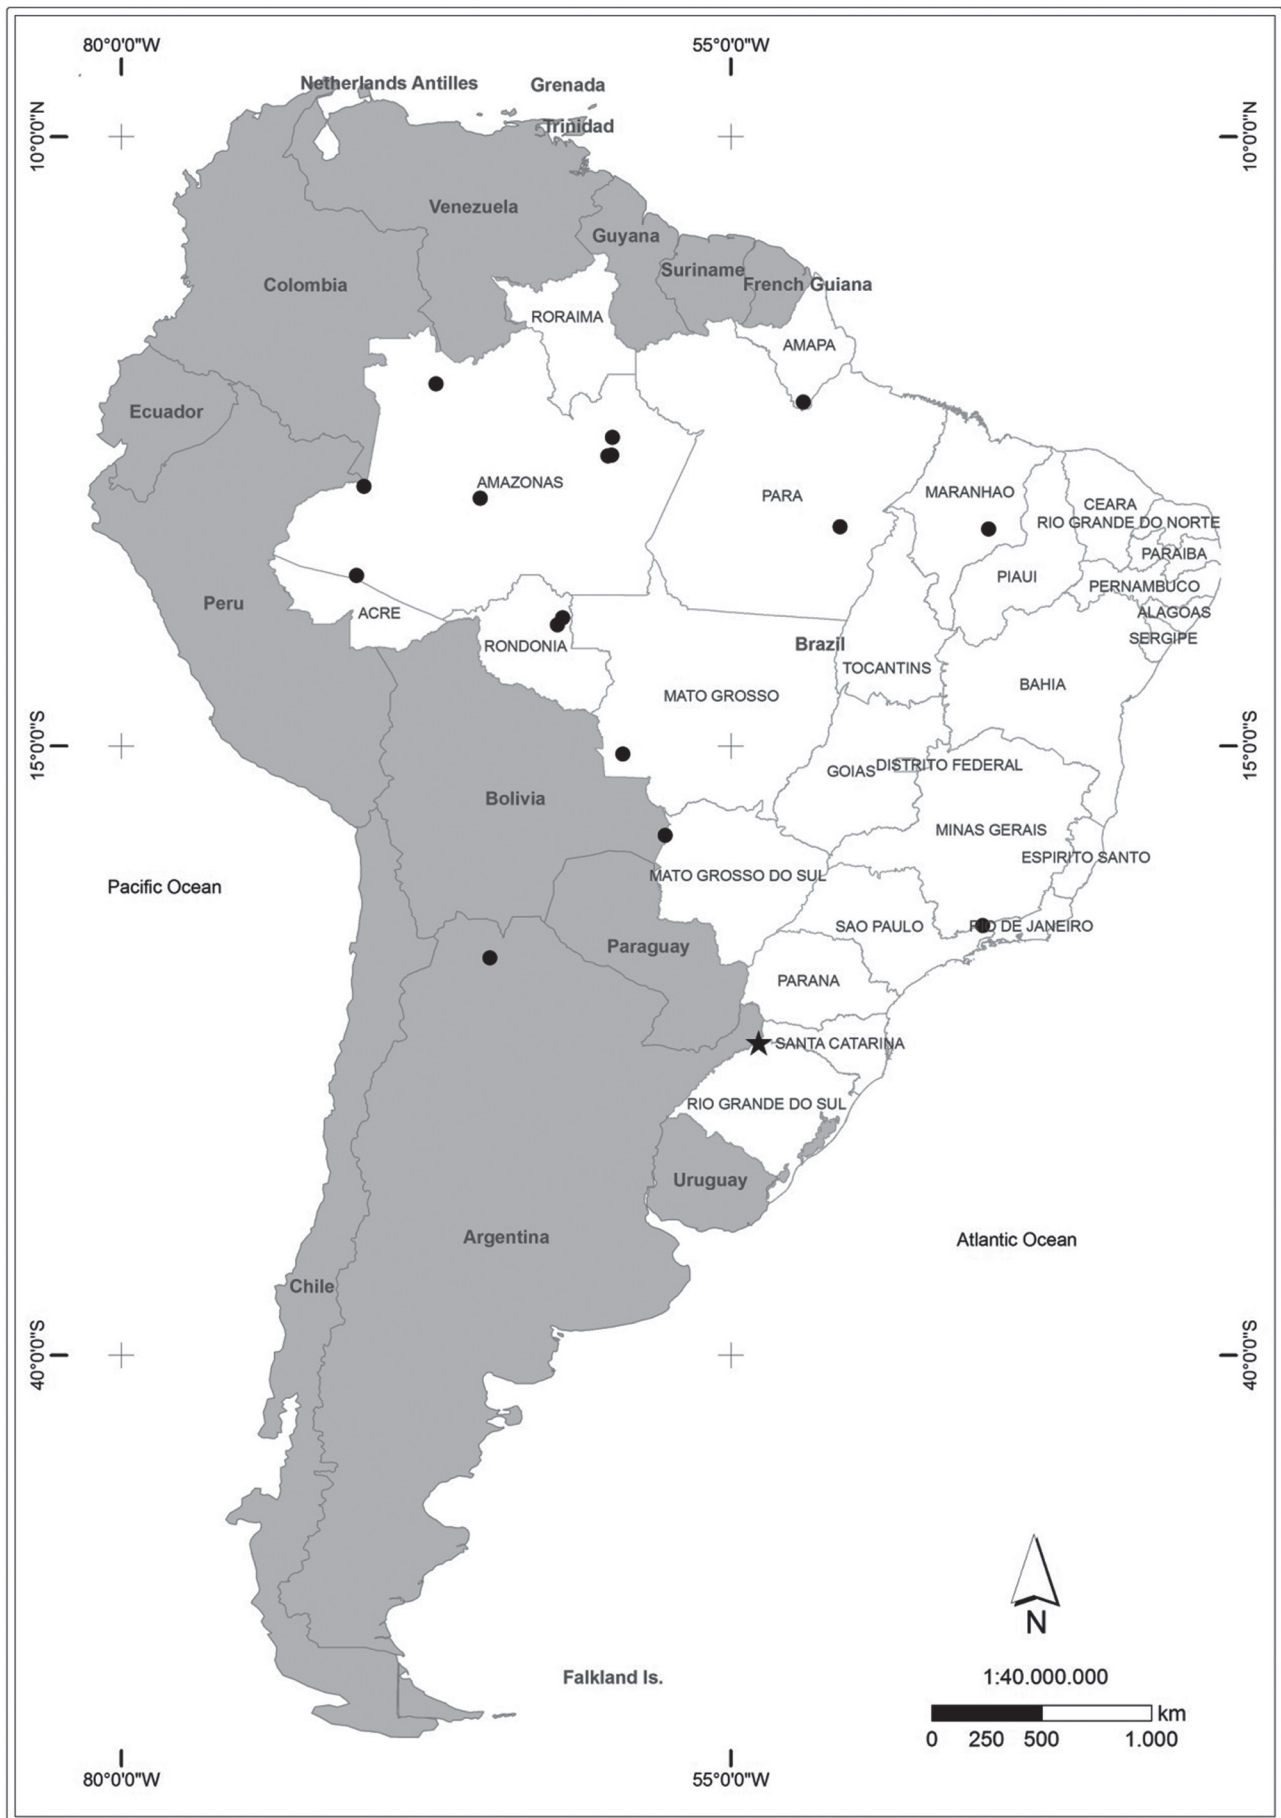 80°0'0"W
55°0'0"W
Netherlands Antilles
Grenada
10°0'0"N
10°0'0"N
Trinidad
Venezuela
Guyana
Suriname
French Guiana
Colombia
RORAIMA
AMAPA
Ecuador
AMAZONAS
PARA
MARANHAO
CEARA
RIO GRANDE DO NORTE
PARAIBA
PIAUI
PERNAMBUCO
ALAGOAS
SERGIPE
Peru
ACRE
RONDONIA
Brazil
TOCANTINS
BAHIA
MATO GROSSO
15°0'0"S
15°0'0"S
GOIAS
DISTRITO FEDERAL
Bolivia
MINAS GERAIS
ESPIRITO SANTO
Pacific Ocean
MATO GROSSO DO SUL
SAO PAULO
RIO DE JANEIRO
Paraguay
PARANA
SANTA CATARINA
RIO GRANDE DO SUL
Uruguay
Argentina
Atlantic Ocean
Chile
40°0'0"S
40°0'0"S
N
Falkland Is.
1:40.000.000
km
0 250 500 1.000
80°0'0"W
55°0'0"W